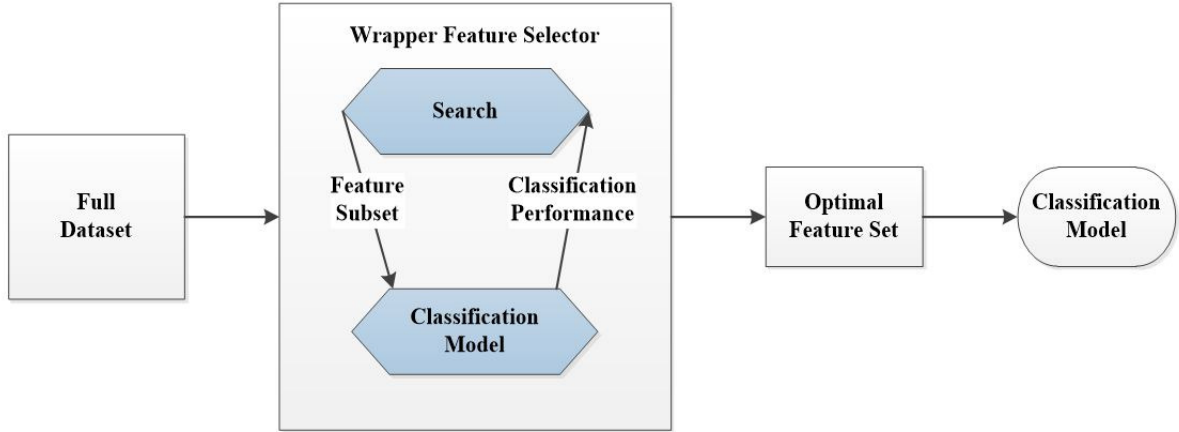 Wrapper Feature Selector
Search
Full
Dataset
Feature
Subset
Classification
Performance
Classification
Model
Optimal
Feature Set
Classification
Model